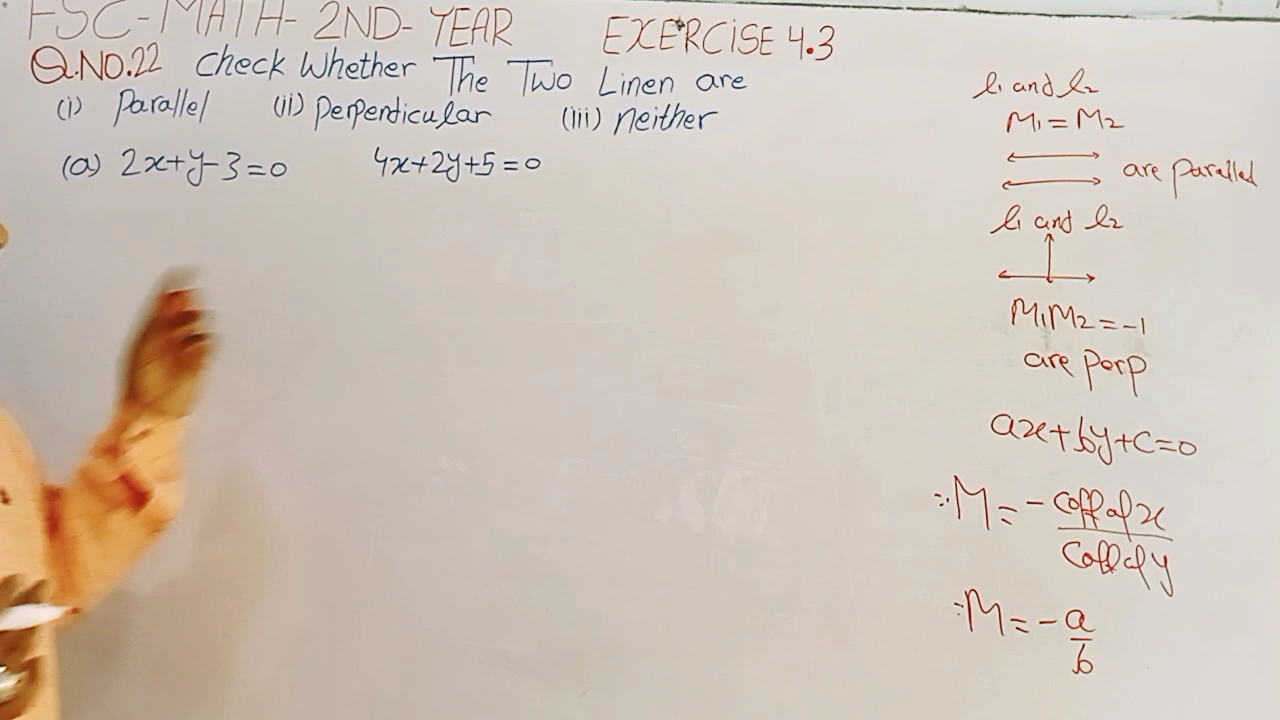 FSC-MATH-2ND-YEAR EXERCISE 4.3
Q.NO.22 Check Whether The Two Linen are
(i) Parallel (ii) perpendicular (iii) neither
(a) 2x+y-3=0 4x+2y+5=0
l₁ and l₂
M₁=M₂
are paralled
l₁ and l₂
M₁M₂=-1
are perp
ax+by+c=0
∵M=-coff of x/coff of y
∵M=-a/b